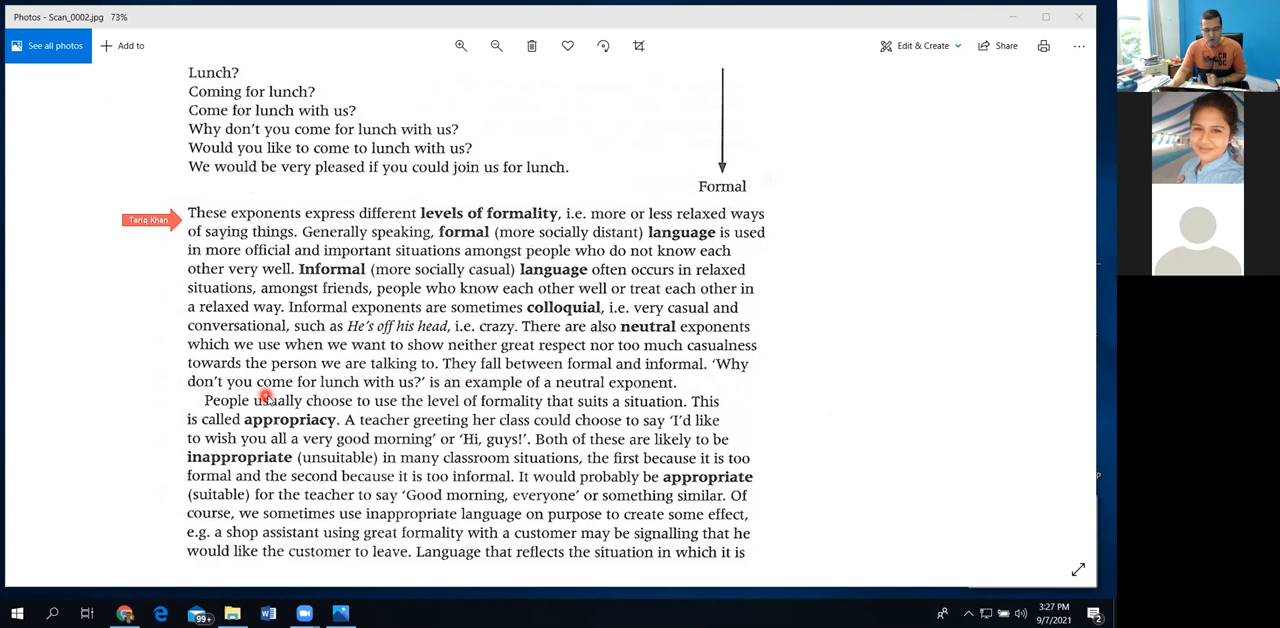 Photos - Scan_0002.jpg 73%
See all photos
Add to
Edit & Create
Share
Lunch?
Coming for lunch?
Come for lunch with us?
Why don't you come for lunch with us?
Would you like to come to lunch with us?
We would be very pleased if you could join us for lunch.
Formal
Tariq Khan
These exponents express different levels of formality, i.e. more or less relaxed ways
of saying things. Generally speaking, formal (more socially distant) language is used
in more official and important situations amongst people who do not know each
other very well. Informal (more socially casual) language often occurs in relaxed
situations, amongst friends, people who know each other well or treat each other in
a relaxed way. Informal exponents are sometimes colloquial, i.e. very casual and
conversational, such as He's off his head, i.e. crazy. There are also neutral exponents
which we use when we want to show neither great respect nor too much casualness
towards the person we are talking to. They fall between formal and informal. 'Why
don't you come for lunch with us?' is an example of a neutral exponent.
People usually choose to use the level of formality that suits a situation. This
is called appropriacy. A teacher greeting her class could choose to say 'I'd like
to wish you all a very good morning' or 'Hi, guys!'. Both of these are likely to be
inappropriate (unsuitable) in many classroom situations, the first because it is too
formal and the second because it is too informal. It would probably be appropriate
(suitable) for the teacher to say 'Good morning, everyone' or something similar. Of
course, we sometimes use inappropriate language on purpose to create some effect,
e.g. a shop assistant using great formality with a customer may be signalling that he
would like the customer to leave. Language that reflects the situation in which it is
99+
3:27 PM
9/7/2021
2